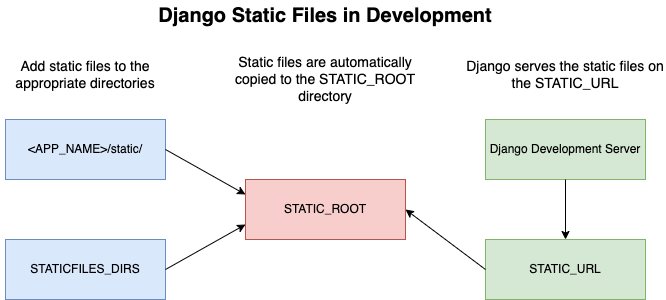 Django Static Files in Development
Add static files to the
appropriate directories
Static files are automatically
copied to the STATIC_ROOT
directory
Django serves the static files on
the STATIC_URL
<APP_NAME>/static/
Django Development Server
STATIC_ROOT
STATICFILES_DIRS
STATIC_URL